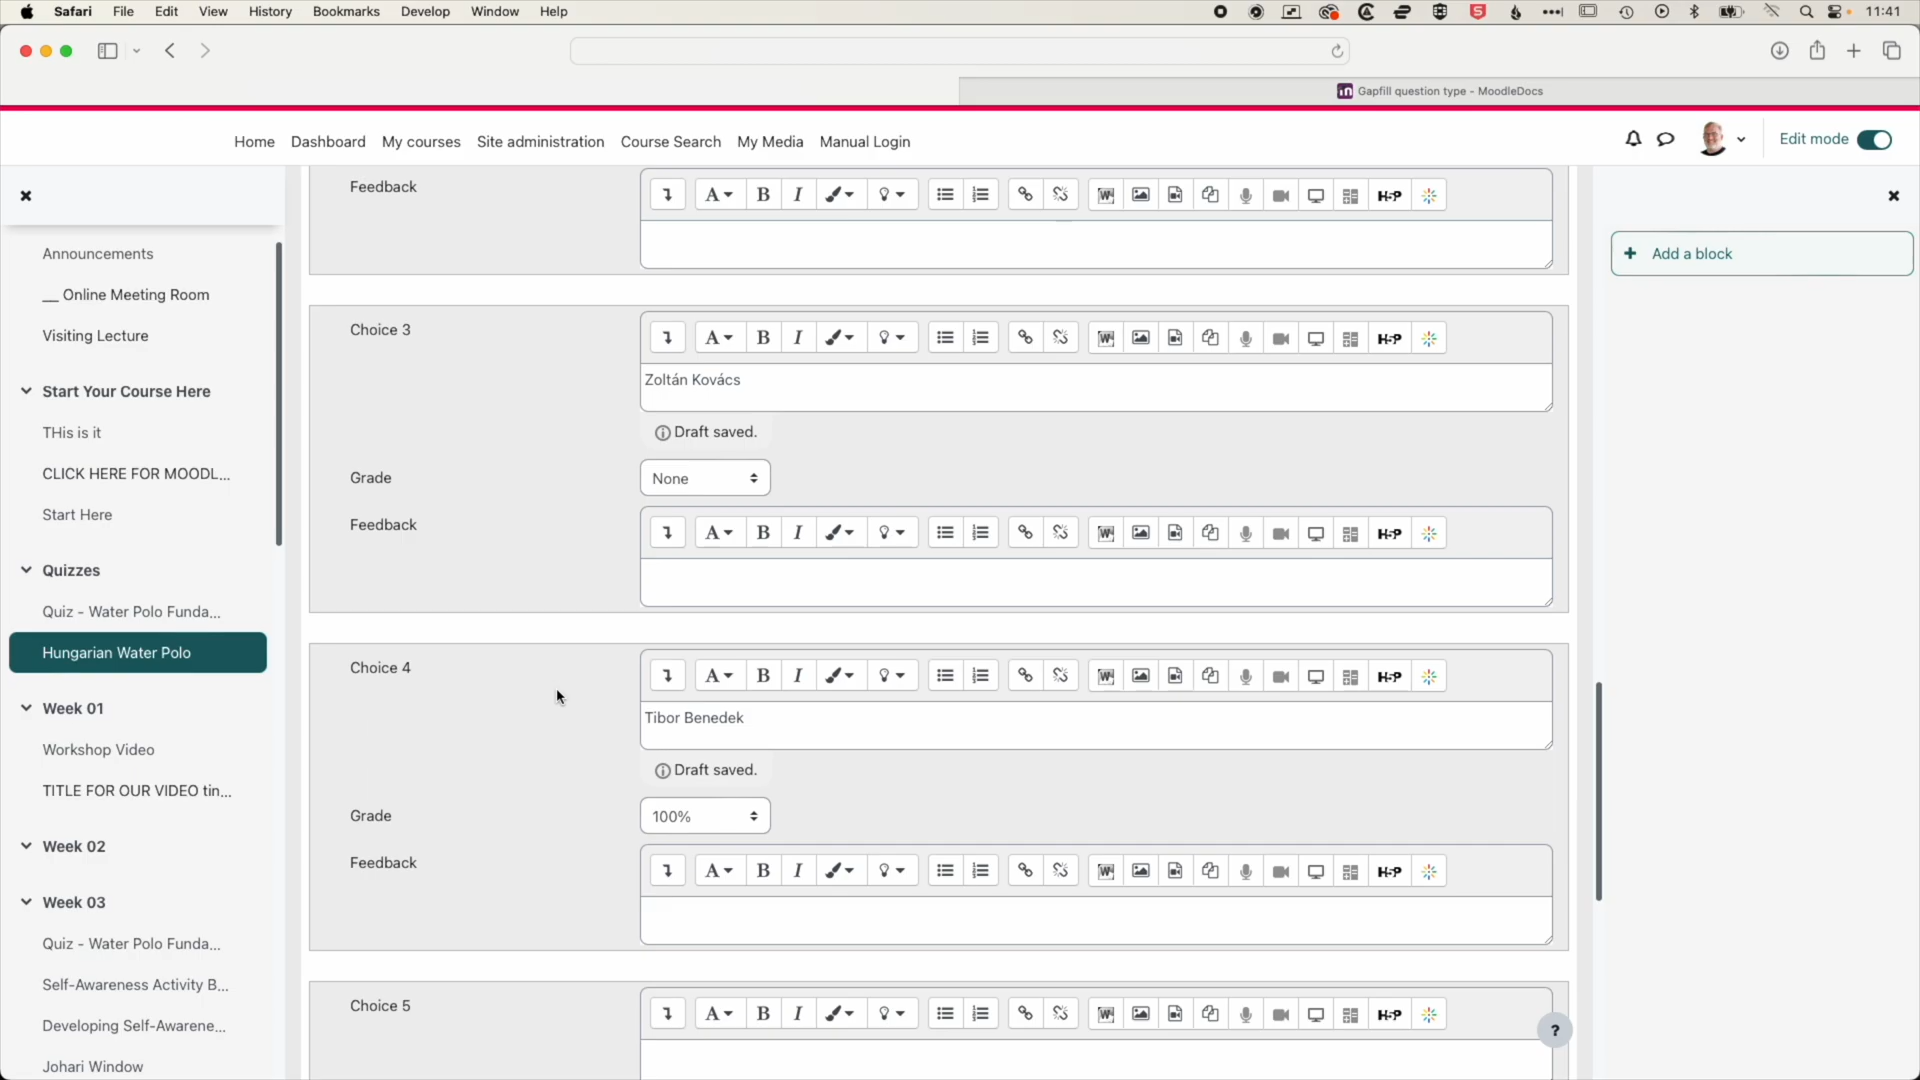 Safari File Edit View History Bookmarks Develop Window Help 11:41
Gapfill question type - MoodleDocs
Home Dashboard My courses Site administration Course Search My Media Manual Login Edit mode
Announcements
__ Online Meeting Room
Visiting Lecture
Start Your Course Here
THis is it
CLICK HERE FOR MOODL...
Start Here
Quizzes
Quiz - Water Polo Funda...
Hungarian Water Polo
Week 01
Workshop Video
TITLE FOR OUR VIDEO tin...
Week 02
Week 03
Quiz - Water Polo Funda...
Self-Awareness Activity B...
Developing Self-Awarene...
Johari Window
Feedback
A B I H-P
Choice 3
A B I H-P
Zoltán Kovács
Draft saved.
Grade
None
Feedback
A B I H-P
Choice 4
A B I H-P
Tibor Benedek
Draft saved.
Grade
100%
Feedback
A B I H-P
Choice 5
A B I H-P
?
+ Add a block